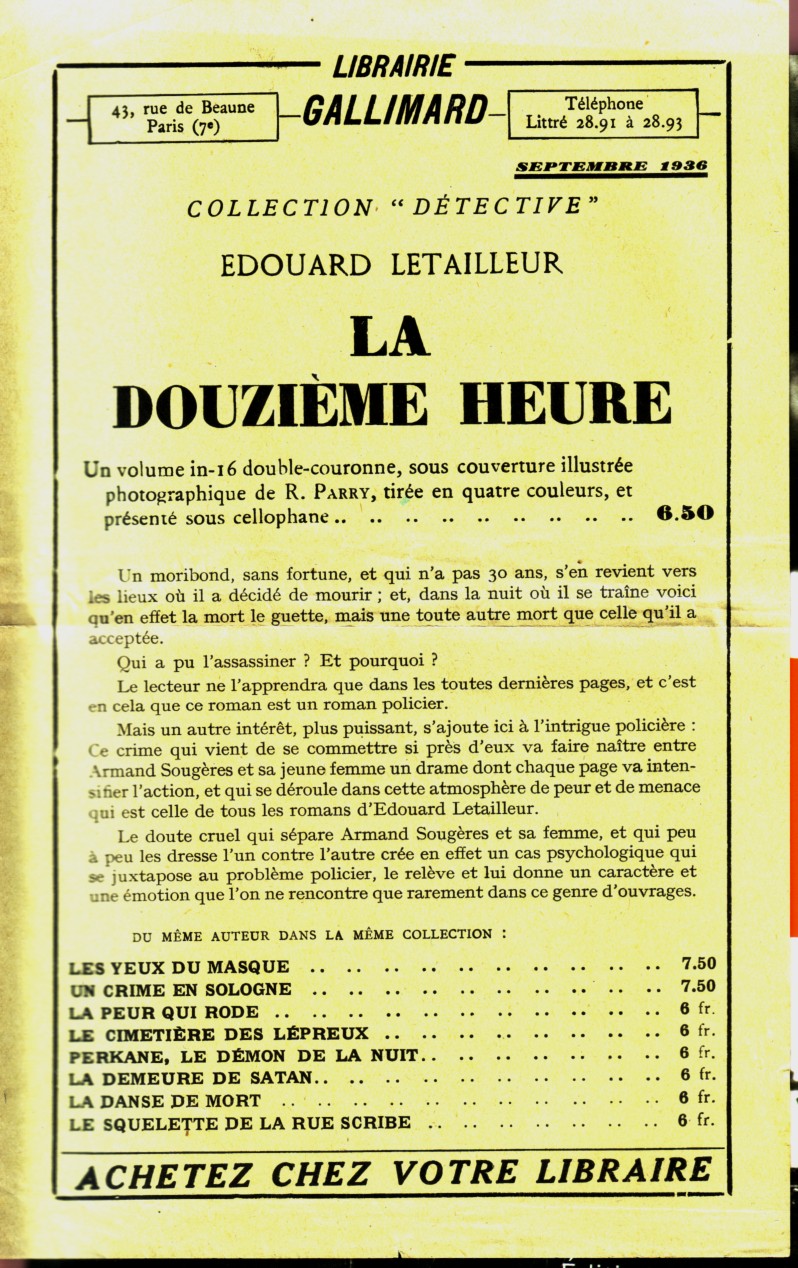 LIBRAIRIE
GALLIMARD
43, rue de Beaune
Paris (7e)
Téléphone
Littré 28.91 à 28.93
SEPTEMBRE 1936
COLLECTION "DÉTECTIVE"
EDOUARD LETAILLEUR
LA
DOUZIÈME HEURE
Un volume in-16 double-couronne, sous couverture illustrée
photographique de R. PARRY, tirée en quatre couleurs, et
présenté sous cellophane .. .. .. .. .. .. .. .. .. 6.50
Un moribond, sans fortune, et qui n'a pas 30 ans, s'en revient vers
les lieux où il a décidé de mourir ; et, dans la nuit où il se traîne voici
qu'en effet la mort le guette, mais une toute autre mort que celle qu'il a
acceptée.
Qui a pu l'assassiner ? Et pourquoi ?
Le lecteur ne l'apprendra que dans les toutes dernières pages, et c'est
en cela que ce roman est un roman policier.
Mais un autre intérêt, plus puissant, s'ajoute ici à l'intrigue policière :
Ce crime qui vient de se commettre si près d'eux va faire naître entre
Armand Sougères et sa jeune femme un drame dont chaque page va inten-
sifier l'action, et qui se déroule dans cette atmosphère de peur et de menace
qui est celle de tous les romans d'Edouard Letailleur.
Le doute cruel qui sépare Armand Sougères et sa femme, et qui peu
à peu les dresse l'un contre l'autre crée en effet un cas psychologique qui
se juxtapose au problème policier, le relève et lui donne un caractère et
une émotion que l'on ne rencontre que rarement dans ce genre d'ouvrages.
DU MÊME AUTEUR DANS LA MÊME COLLECTION :
LES YEUX DU MASQUE .. .. .. .. .. .. .. .. .. .. 7.50
UN CRIME EN SOLOGNE .. .. .. .. .. .. .. .. .. .. 7.50
LA PEUR QUI RODE .. .. .. .. .. .. .. .. .. .. .. 6 fr.
LE CIMETIÈRE DES LÉPREUX .. .. .. .. .. .. .. .. 6 fr.
PERKANE, LE DÉMON DE LA NUIT .. .. .. .. .. .. .. 6 fr.
LA DEMEURE DE SATAN .. .. .. .. .. .. .. .. .. .. 6 fr.
LA DANSE DE MORT .. .. .. .. .. .. .. .. .. .. .. 6 fr.
LE SQUELETTE DE LA RUE SCRIBE .. .. .. .. .. .. .. 6 fr.
ACHETEZ CHEZ VOTRE LIBRAIRE